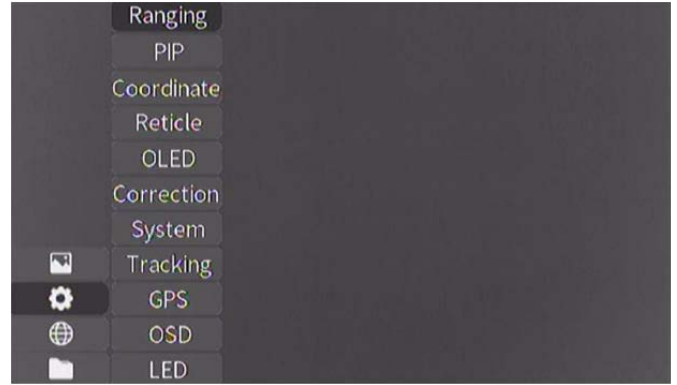 Ranging
PIP
Coordinate
Reticle
OLED
Correction
System
Tracking
GPS
OSD
LED